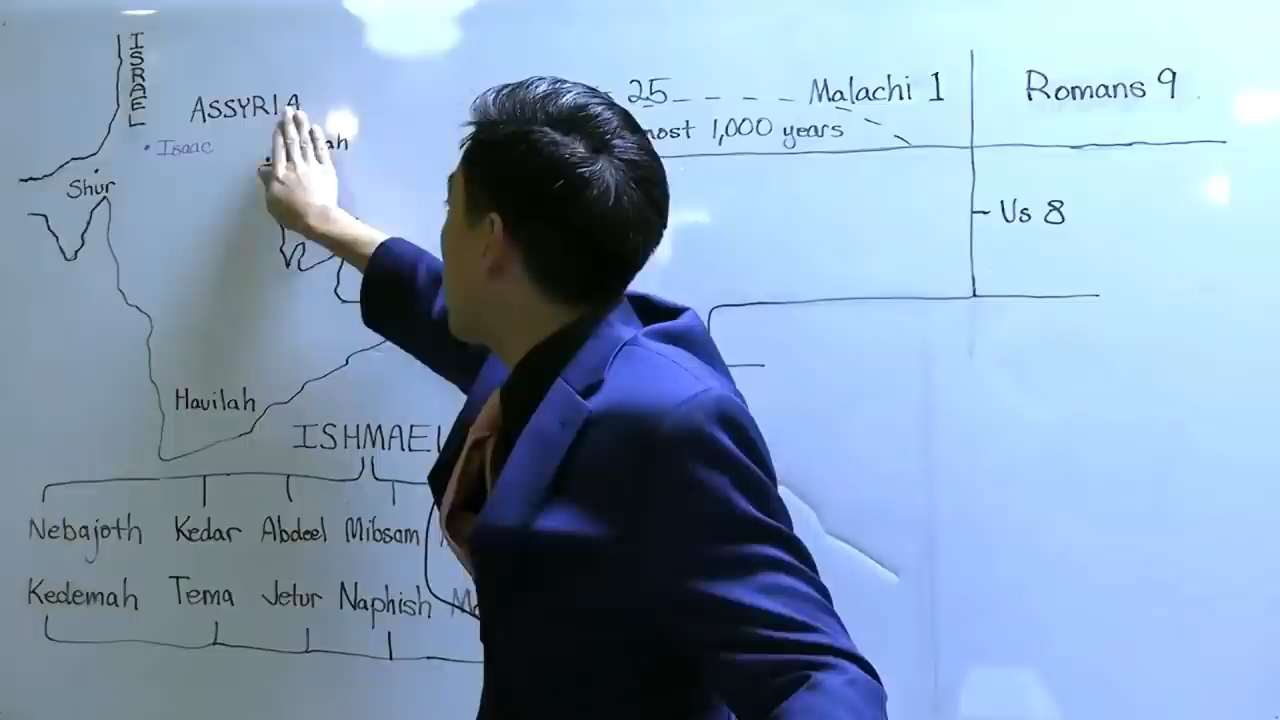 ISRAEL
ASSYRIA
• Isaac
Shur
Havilah
25 - - - - Malachi 1
1,000 years
Romans 9
Vs 8
ISHMAEL
Nebajoth Kedar Abdeel Mibsam
Kedemah Tema Jetur Naphish